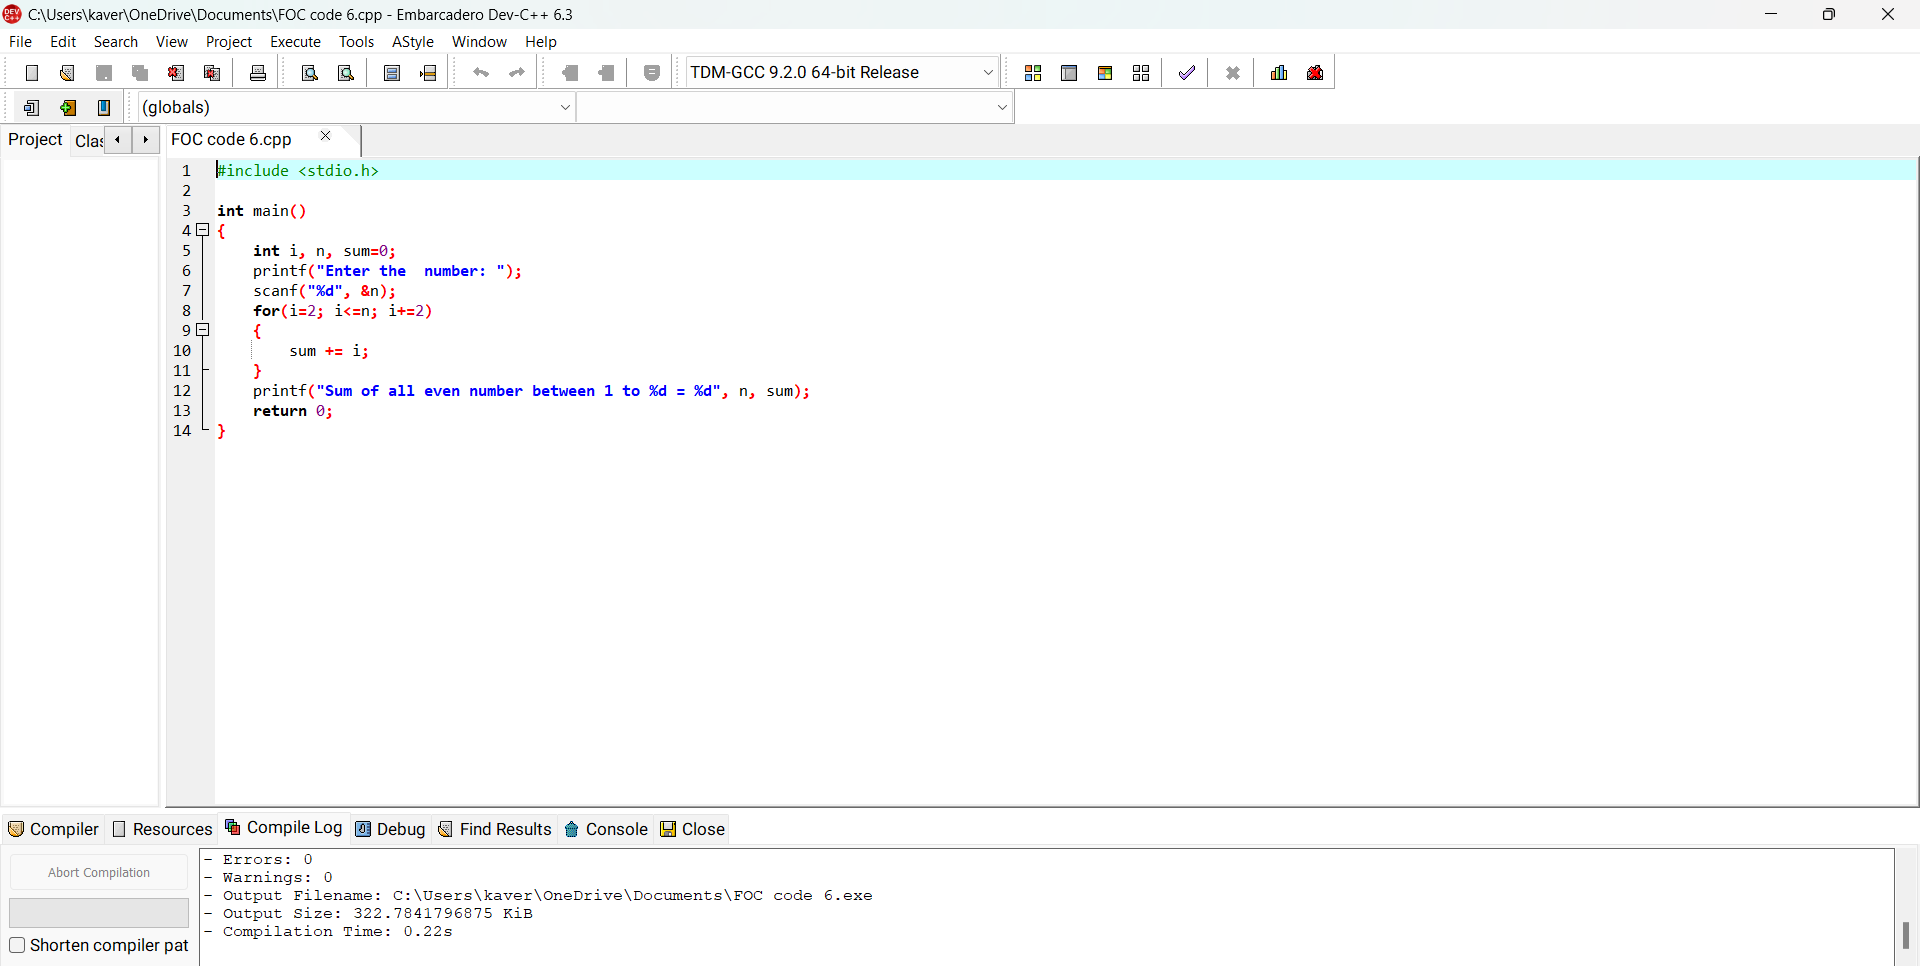 C:\Users\kaver\OneDrive\Documents\FOC code 6.cpp - Embarcadero Dev-C++ 6.3
File Edit Search View Project Execute Tools AStyle Window Help
TDM-GCC 9.2.0 64-bit Release
(globals)
Project Clas FOC code 6.cpp
1 #include <stdio.h>
2
3 int main()
4 {
5 int i, n, sum=0;
6 printf("Enter the  number: ");
7 scanf("%d", &n);
8 for(i=2; i<=n; i+=2)
9 {
10 sum += i;
11 }
12 printf("Sum of all even number between 1 to %d = %d", n, sum);
13 return 0;
14 }
Compiler Resources Compile Log Debug Find Results Console Close
Abort Compilation
Shorten compiler pat
- Errors: 0
- Warnings: 0
- Output Filename: C:\Users\kaver\OneDrive\Documents\FOC code 6.exe
- Output Size: 322.7841796875 KiB
- Compilation Time: 0.22s